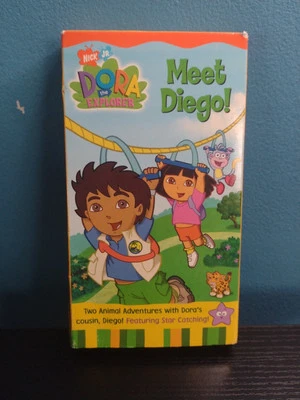 Nick Jr.
DORA
the
EXPLORER
Meet
Diego!
Two Animal Adventures with Dora's
cousin, Diego! Featuring Star Catching!